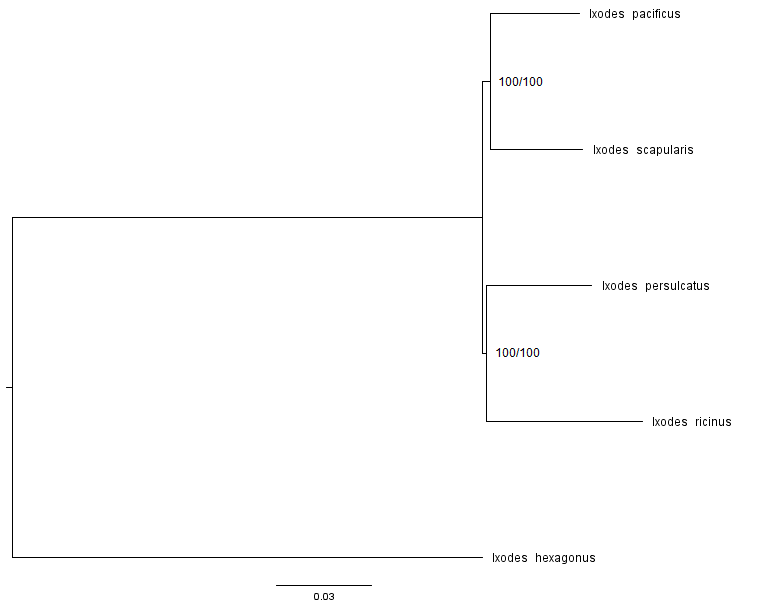 Ixodes pacificus
100/100
Ixodes scapularis
Ixodes persulcatus
100/100
Ixodes ricinus
Ixodes hexagonus
0.03